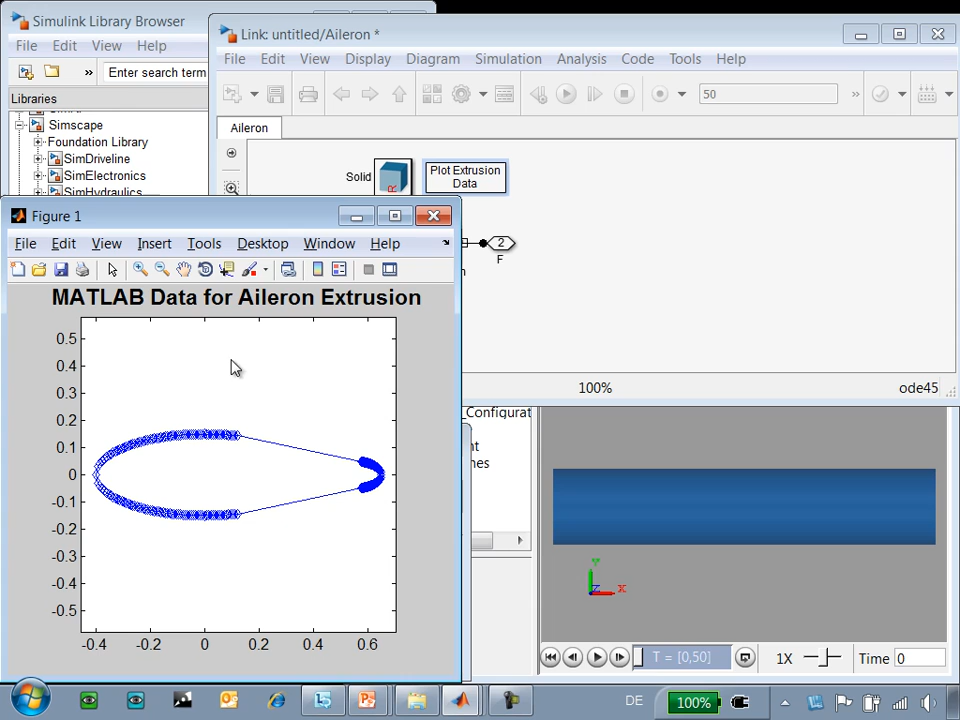 Simulink Library Browser
File Edit View Help
» Enter search term
Libraries
Simscape
Foundation Library
SimDriveline
SimElectronics
SimHydraulics
Link: untitled/Aileron *
File Edit View Display Diagram Simulation Analysis Code Tools Help
50 »
Aileron
Solid
R
Plot Extrusion
Data
2
F
100% ode45
Figure 1
File Edit View Insert Tools Desktop Window Help
MATLAB Data for Aileron Extrusion
0.5
0.4
0.3
0.2
0.1
0
-0.1
-0.2
-0.3
-0.4
-0.5
-0.4 -0.2 0 0.2 0.4 0.6
_Configurat
nt
nes
Y
Z X
T = [0,50] 1X Time 0
DE 100%